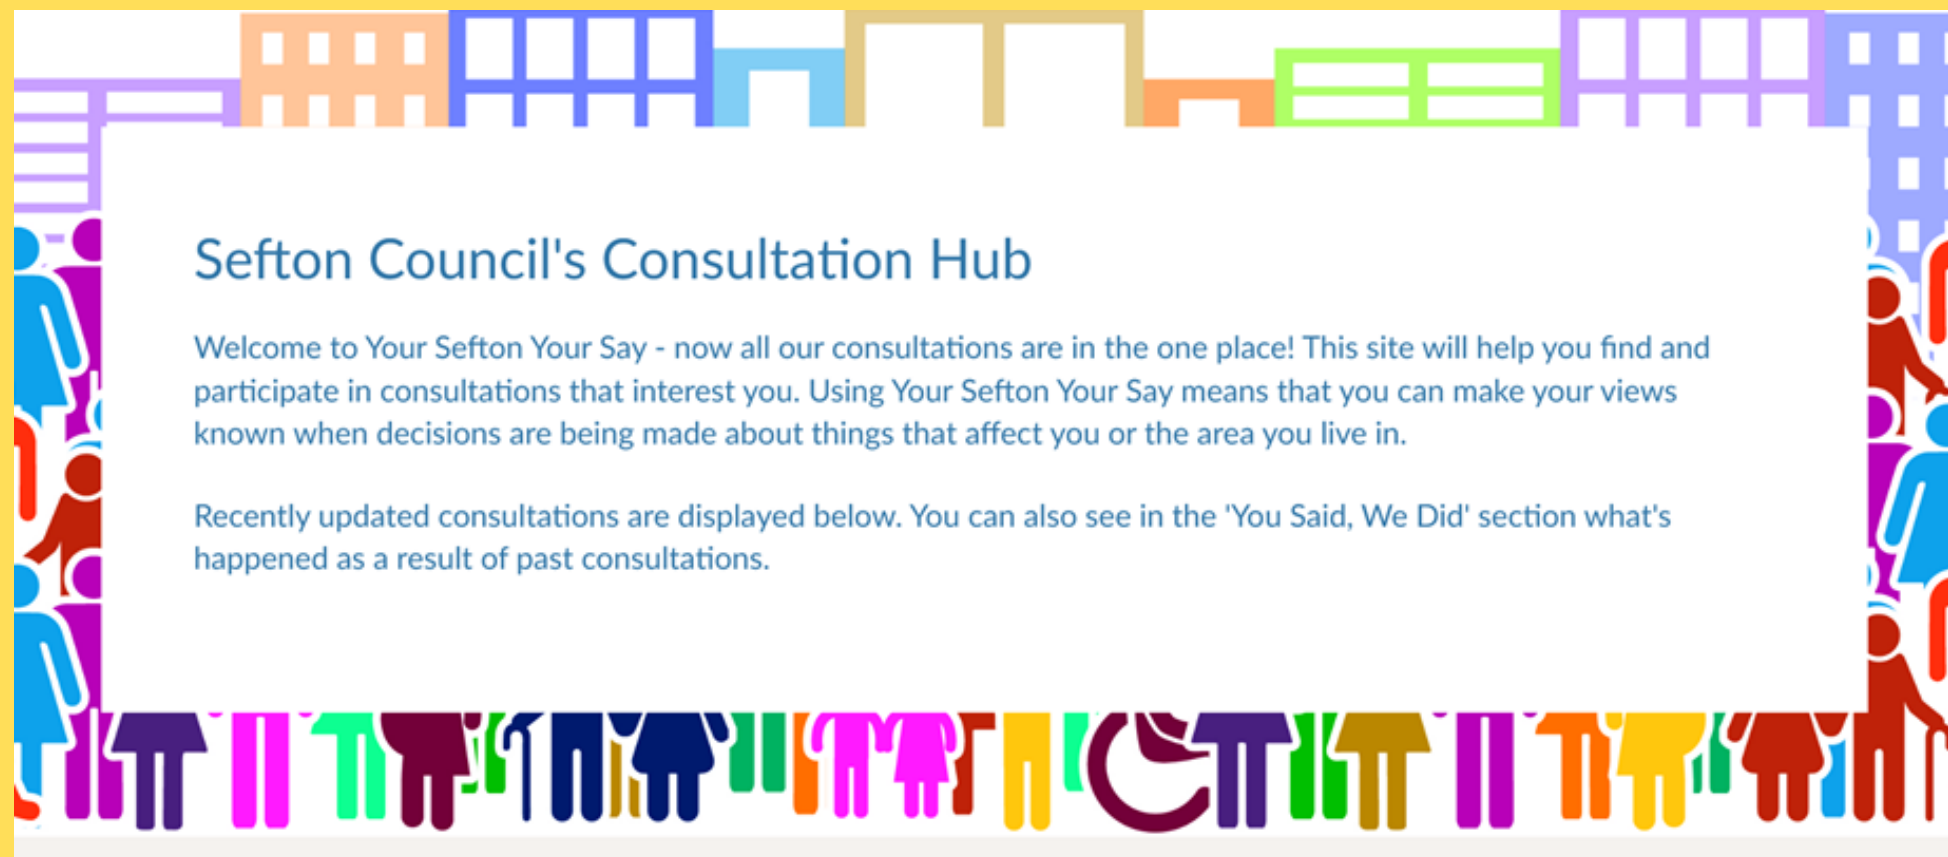 Sefton Council's Consultation Hub
Welcome to Your Sefton Your Say - now all our consultations are in the one place! This site will help you find and
participate in consultations that interest you. Using Your Sefton Your Say means that you can make your views
known when decisions are being made about things that affect you or the area you live in.
Recently updated consultations are displayed below. You can also see in the 'You Said, We Did' section what's
happened as a result of past consultations.